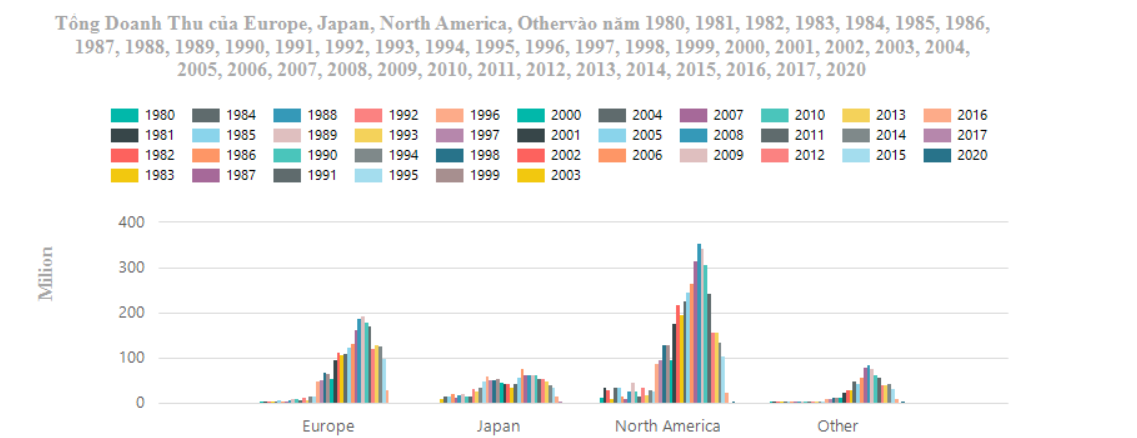 Tổng Doanh Thu của Europe, Japan, North America, Othervào năm 1980, 1981, 1982, 1983, 1984, 1985, 1986,
1987, 1988, 1989, 1990, 1991, 1992, 1993, 1994, 1995, 1996, 1997, 1998, 1999, 2000, 2001, 2002, 2003, 2004,
2005, 2006, 2007, 2008, 2009, 2010, 2011, 2012, 2013, 2014, 2015, 2016, 2017, 2020
1980 1984 1988 1992 1996 2000 2004 2007 2010 2013 2016
1981 1985 1989 1993 1997 2001 2005 2008 2011 2014 2017
1982 1986 1990 1994 1998 2002 2006 2009 2012 2015 2020
1983 1987 1991 1995 1999 2003
Milion
400
300
200
100
0
Europe Japan North America Other